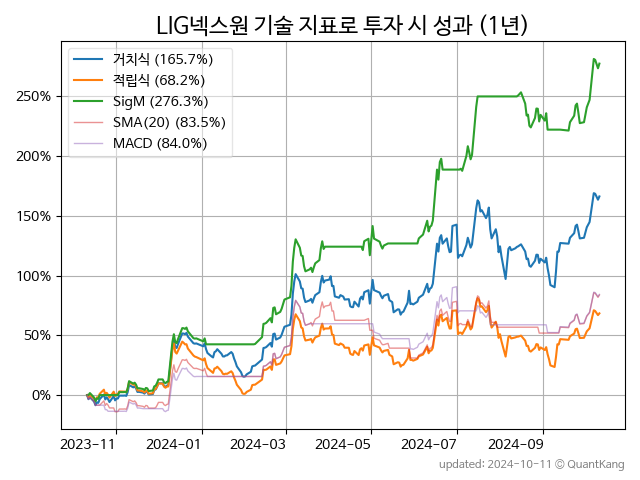 LIG넥스원 기술 지표로 투자 시 성과 (1년)
거치식 (165.7%)
적립식 (68.2%)
SigM (276.3%)
SMA(20) (83.5%)
MACD (84.0%)
250%
200%
150%
100%
50%
0%
2023-11 2024-01 2024-03 2024-05 2024-07 2024-09
updated: 2024-10-11 © QuantKang